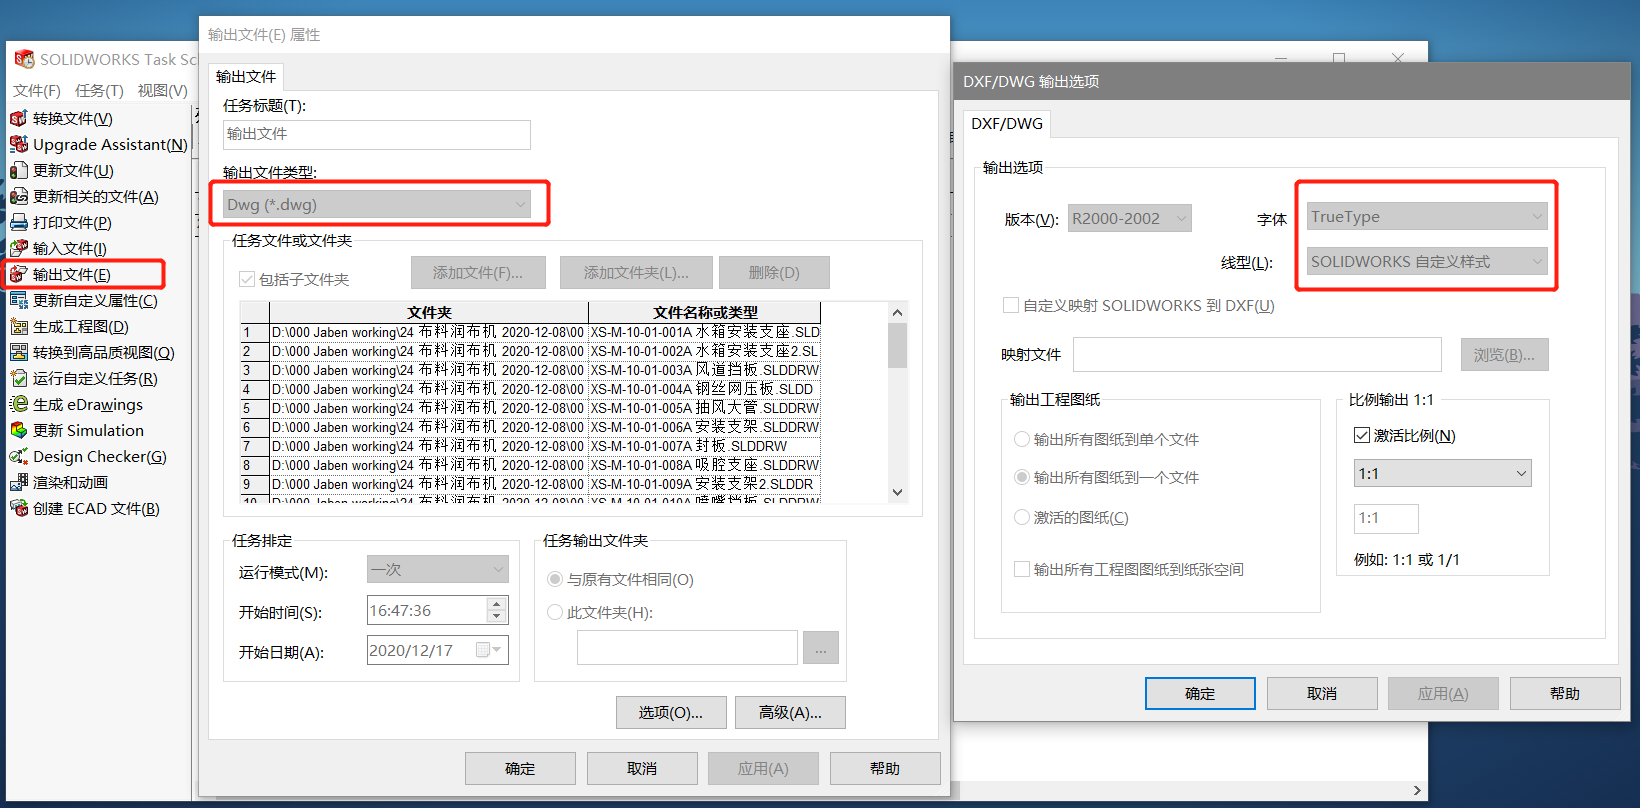 SOLIDWORKS Task Sc
文件(F) 任务(T) 视图(V)
转换文件(V)
Upgrade Assistant(N)
更新文件(U)
更新相关的文件(A)
打印文件(P)
输入文件(I)
输出文件(E)
更新自定义属性(C)
生成工程图(D)
转换到高品质视图(Q)
运行自定义任务(R)
生成 eDrawings
更新 Simulation
Design Checker(G)
渲染和动画
创建 ECAD 文件(B)
输出文件(E) 属性
输出文件
任务标题(T):
输出文件
输出文件类型:
Dwg (*.dwg)
任务文件或文件夹
包括子文件夹 添加文件(F)... 添加文件夹(L)... 删除(D)
文件夹 文件名称或类型
1 D:\000 Jaben working\24 布料润布机 2020-12-08\00 XS-M-10-01-001A 水箱安装支座.SLD
2 D:\000 Jaben working\24 布料润布机 2020-12-08\00 XS-M-10-01-002A 水箱安装支座2.SL
3 D:\000 Jaben working\24 布料润布机 2020-12-08\00 XS-M-10-01-003A 风道挡板.SLDDRW
4 D:\000 Jaben working\24 布料润布机 2020-12-08\00 XS-M-10-01-004A 钢丝网压板.SLDD
5 D:\000 Jaben working\24 布料润布机 2020-12-08\00 XS-M-10-01-005A 抽风大管.SLDDRW
6 D:\000 Jaben working\24 布料润布机 2020-12-08\00 XS-M-10-01-006A 安装支架.SLDDRW
7 D:\000 Jaben working\24 布料润布机 2020-12-08\00 XS-M-10-01-007A 封板.SLDDRW
8 D:\000 Jaben working\24 布料润布机 2020-12-08\00 XS-M-10-01-008A 吸腔支座.SLDDRW
9 D:\000 Jaben working\24 布料润布机 2020-12-08\00 XS-M-10-01-009A 安装支架2.SLDDR
10 D:\000 Jaben working\24 布料润布机 2020-12-08\00 XS-M-10-01-010A 喷嘴挡板.SLDDRW
任务排定
运行模式(M): 一次
开始时间(S): 16:47:36
开始日期(A): 2020/12/17
任务输出文件夹
与原有文件相同(O)
此文件夹(H):
...
选项(O)... 高级(A)...
确定 取消 应用(A) 帮助
DXF/DWG 输出选项
DXF/DWG
输出选项
版本(V): R2000-2002 字体 TrueType
线型(L): SOLIDWORKS 自定义样式
自定义映射 SOLIDWORKS 到 DXF(U)
映射文件 浏览(B)...
输出工程图纸
输出所有图纸到单个文件
输出所有图纸到一个文件
激活的图纸(C)
输出所有工程图图纸到纸张空间
比例输出 1:1
激活比例(N)
1:1
1:1
例如: 1:1 或 1/1
确定 取消 应用(A) 帮助